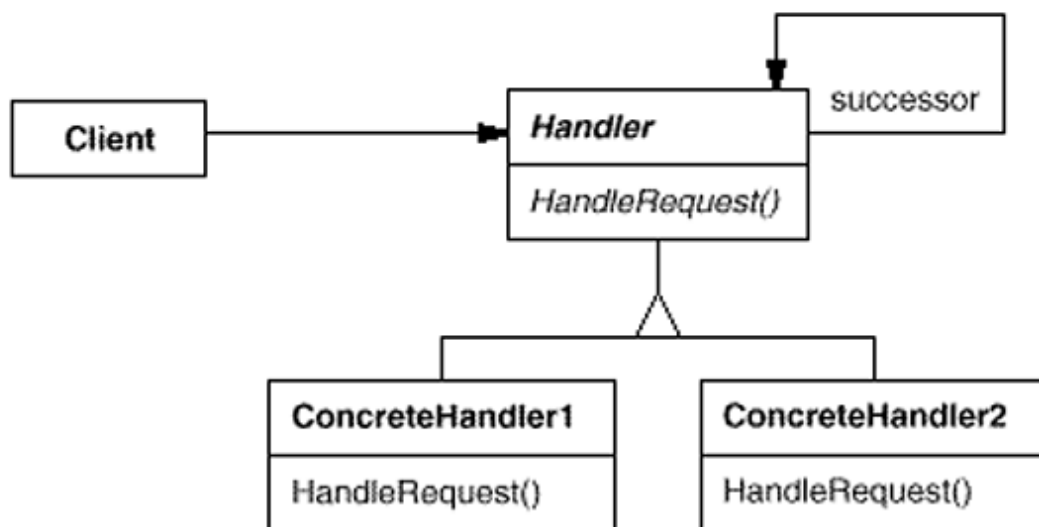 successor
Client
Handler
HandleRequest()
ConcreteHandler1
ConcreteHandler2
HandleRequest()
HandleRequest()